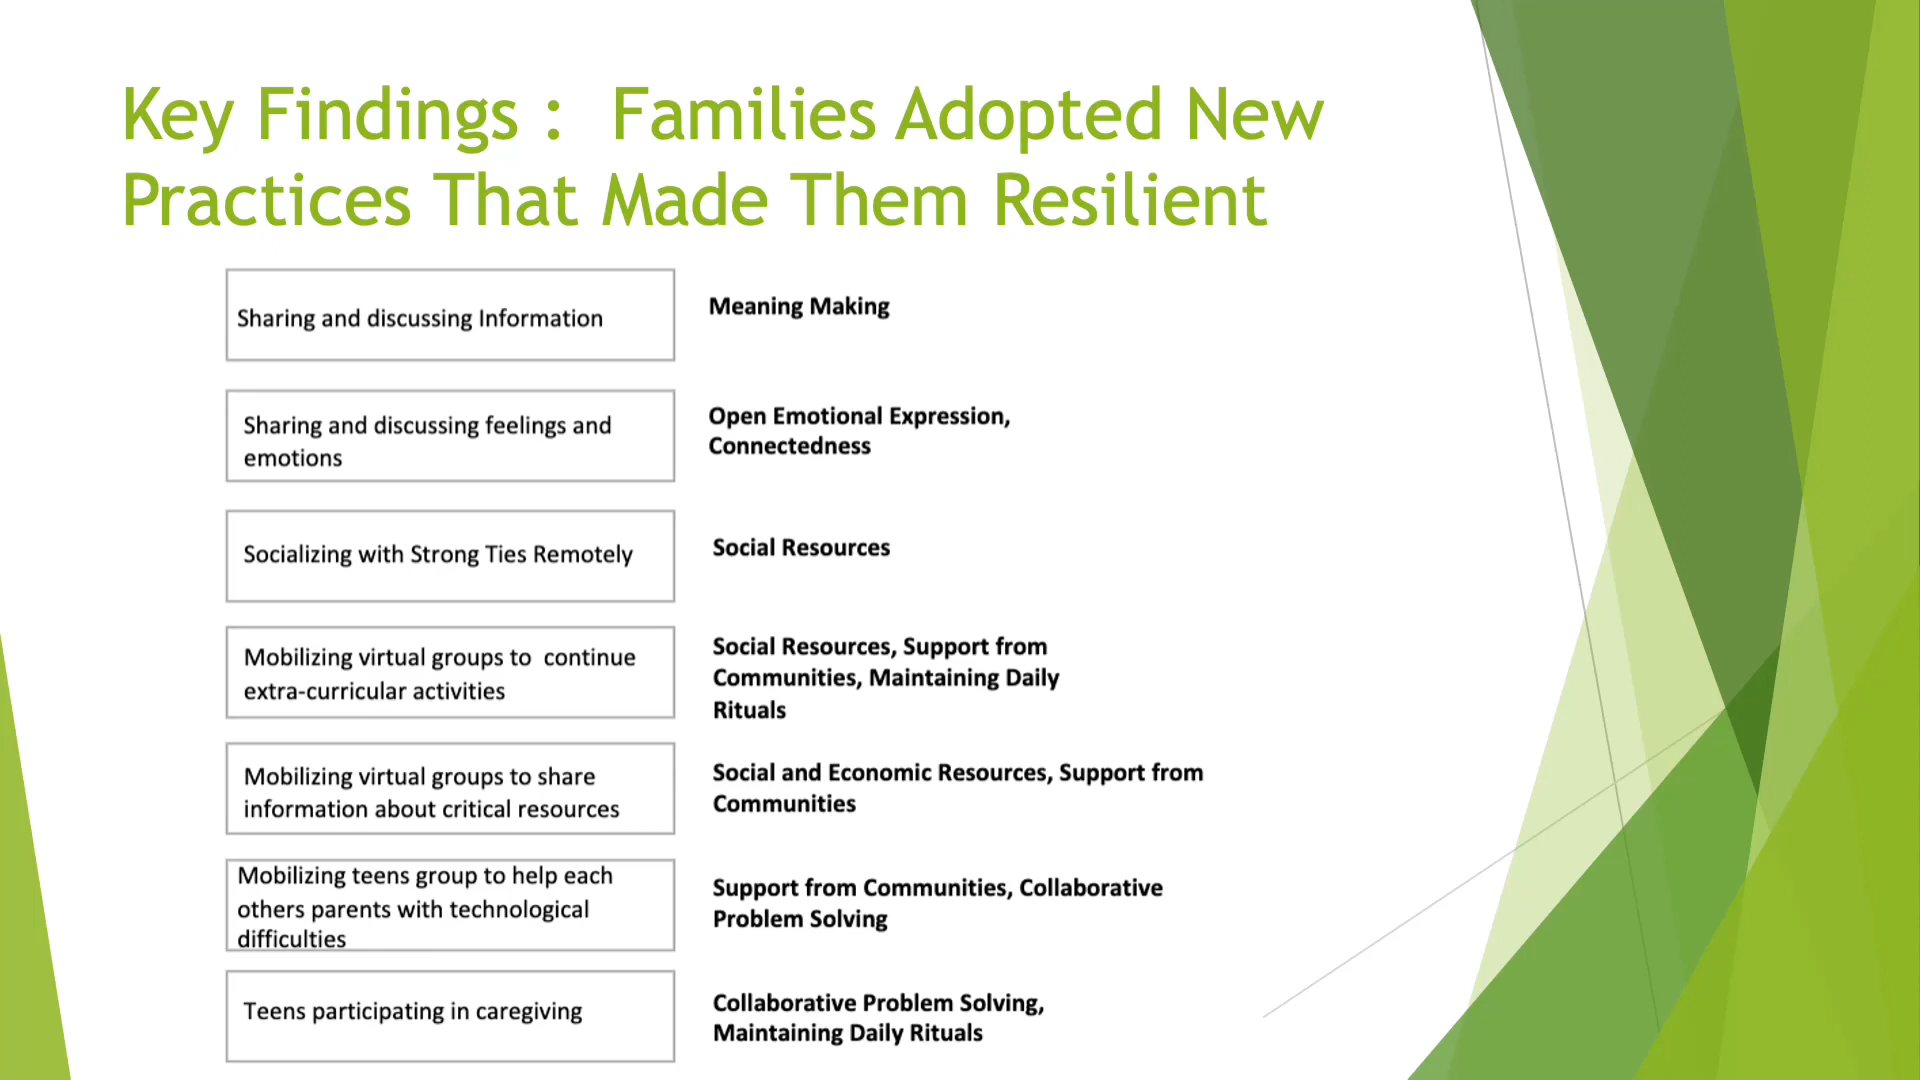 Key Findings :  Families Adopted New
Practices That Made Them Resilient
Sharing and discussing Information
Meaning Making
Sharing and discussing feelings and
emotions
Open Emotional Expression,
Connectedness
Socializing with Strong Ties Remotely
Social Resources
Mobilizing virtual groups to  continue
extra-curricular activities
Social Resources, Support from
Communities, Maintaining Daily
Rituals
Mobilizing virtual groups to share
information about critical resources
Social and Economic Resources, Support from
Communities
Mobilizing teens group to help each
others parents with technological
difficulties
Support from Communities, Collaborative
Problem Solving
Teens participating in caregiving
Collaborative Problem Solving,
Maintaining Daily Rituals